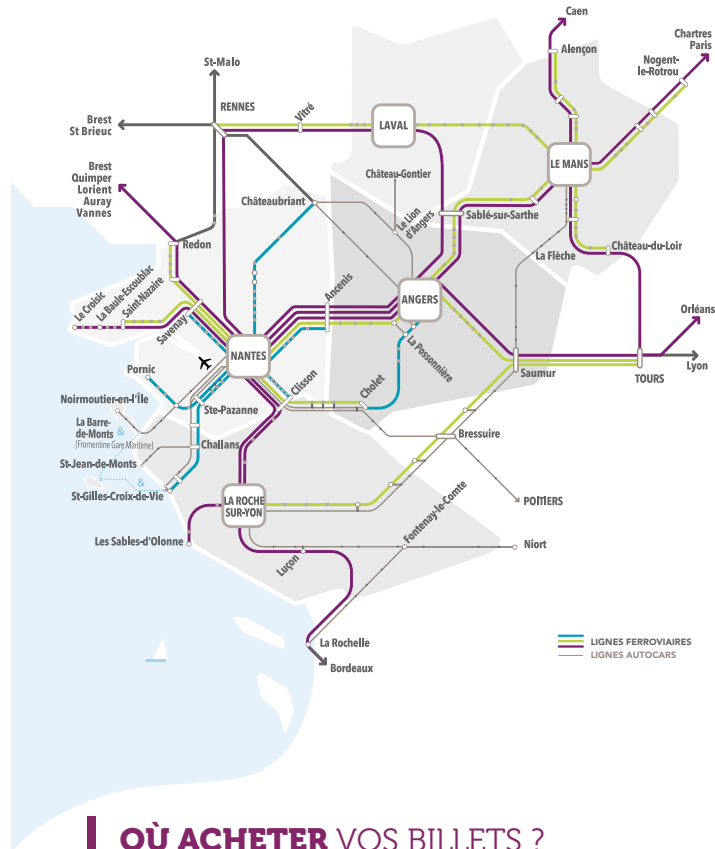 Caen
Chartres
Paris
Alençon
Nogent-
le-Rotrou
St-Malo
RENNES
Brest
St Brieuc
Vitré
LAVAL
LE MANS
Brest
Quimper
Lorient
Auray
Vannes
Château-Gontier
Châteaubriant
Le Lion
d'Angers
Sablé-sur-Sarthe
Redon
La Flèche
Château-du-Loir
Le Croisic
La Baule-Escoublac
Saint-Nazaire
Savenay
Ancenis
ANGERS
Orléans
NANTES
La Possonnière
Lyon
Pornic
Saumur
TOURS
Clisson
Cholet
Noirmoutier-en-l'Île
Ste-Pazanne
La Barre-
de-Monts &
(Fromentine Gare Maritime)
Challans
Bressuire
St-Jean-de-Monts
&
St-Gilles-Croix-de-Vie
LA ROCHE
SUR-YON
POITIERS
Fontenay-le-Comte
Les Sables-d'Olonne
Luçon
Niort
La Rochelle
Bordeaux
LIGNES FERROVIAIRES
LIGNES AUTOCARS
OÙ ACHETER VOS BILLETS ?